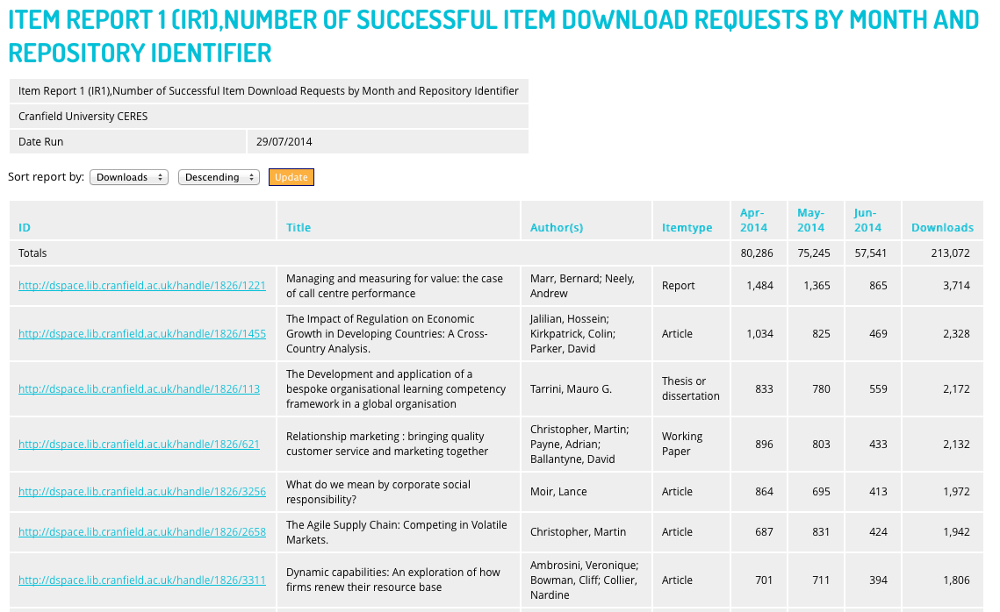 ITEM REPORT 1 (IR1),NUMBER OF SUCCESSFUL ITEM DOWNLOAD REQUESTS BY MONTH AND
REPOSITORY IDENTIFIER
Item Report 1 (IR1),Number of Successful Item Download Requests by Month and Repository Identifier
Cranfield University CERES
Date Run 29/07/2014
Sort report by: Downloads Descending Update
ID Title Author(s) Itemtype Apr-2014 May-2014 Jun-2014 Downloads
Totals 80,286 75,245 57,541 213,072
http://dspace.lib.cranfield.ac.uk/handle/1826/1221 Managing and measuring for value: the case of call centre performance Marr, Bernard; Neely, Andrew Report 1,484 1,365 865 3,714
http://dspace.lib.cranfield.ac.uk/handle/1826/1455 The Impact of Regulation on Economic Growth in Developing Countries: A Cross-Country Analysis. Jalilian, Hossein; Kirkpatrick, Colin; Parker, David Article 1,034 825 469 2,328
http://dspace.lib.cranfield.ac.uk/handle/1826/113 The Development and application of a bespoke organisational learning competency framework in a global organisation Tarrini, Mauro G. Thesis or dissertation 833 780 559 2,172
http://dspace.lib.cranfield.ac.uk/handle/1826/621 Relationship marketing : bringing quality customer service and marketing together Christopher, Martin; Payne, Adrian; Ballantyne, David Working Paper 896 803 433 2,132
http://dspace.lib.cranfield.ac.uk/handle/1826/3256 What do we mean by corporate social responsibility? Moir, Lance Article 864 695 413 1,972
http://dspace.lib.cranfield.ac.uk/handle/1826/2658 The Agile Supply Chain: Competing in Volatile Markets. Christopher, Martin Article 687 831 424 1,942
http://dspace.lib.cranfield.ac.uk/handle/1826/3311 Dynamic capabilities: An exploration of how firms renew their resource base Ambrosini, Veronique; Bowman, Cliff; Collier, Nardine Article 701 711 394 1,806